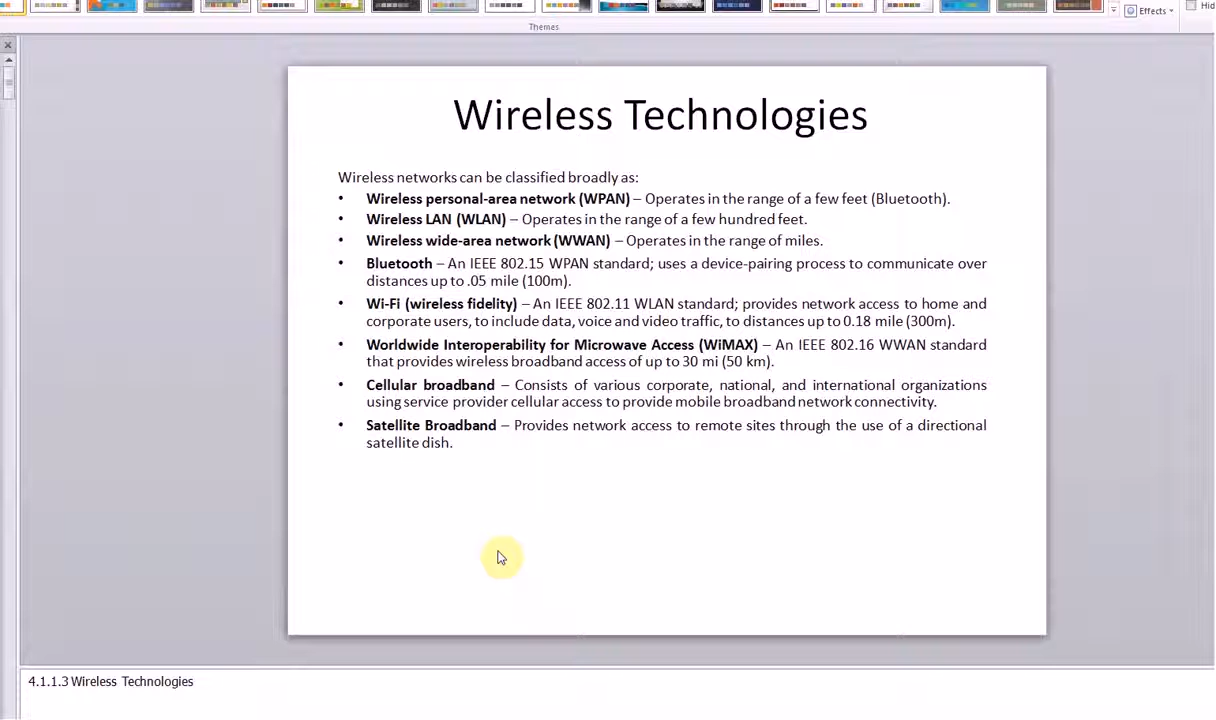 Effects
Hid
Themes
Wireless Technologies
Wireless networks can be classified broadly as:
• Wireless personal-area network (WPAN) – Operates in the range of a few feet (Bluetooth).
• Wireless LAN (WLAN) – Operates in the range of a few hundred feet.
• Wireless wide-area network (WWAN) – Operates in the range of miles.
• Bluetooth – An IEEE 802.15 WPAN standard; uses a device-pairing process to communicate over
distances up to .05 mile (100m).
• Wi-Fi (wireless fidelity) – An IEEE 802.11 WLAN standard; provides network access to home and
corporate users, to include data, voice and video traffic, to distances up to 0.18 mile (300m).
• Worldwide Interoperability for Microwave Access (WiMAX) – An IEEE 802.16 WWAN standard
that provides wireless broadband access of up to 30 mi (50 km).
• Cellular broadband – Consists of various corporate, national, and international organizations
using service provider cellular access to provide mobile broadband network connectivity.
• Satellite Broadband – Provides network access to remote sites through the use of a directional
satellite dish.
4.1.1.3 Wireless Technologies